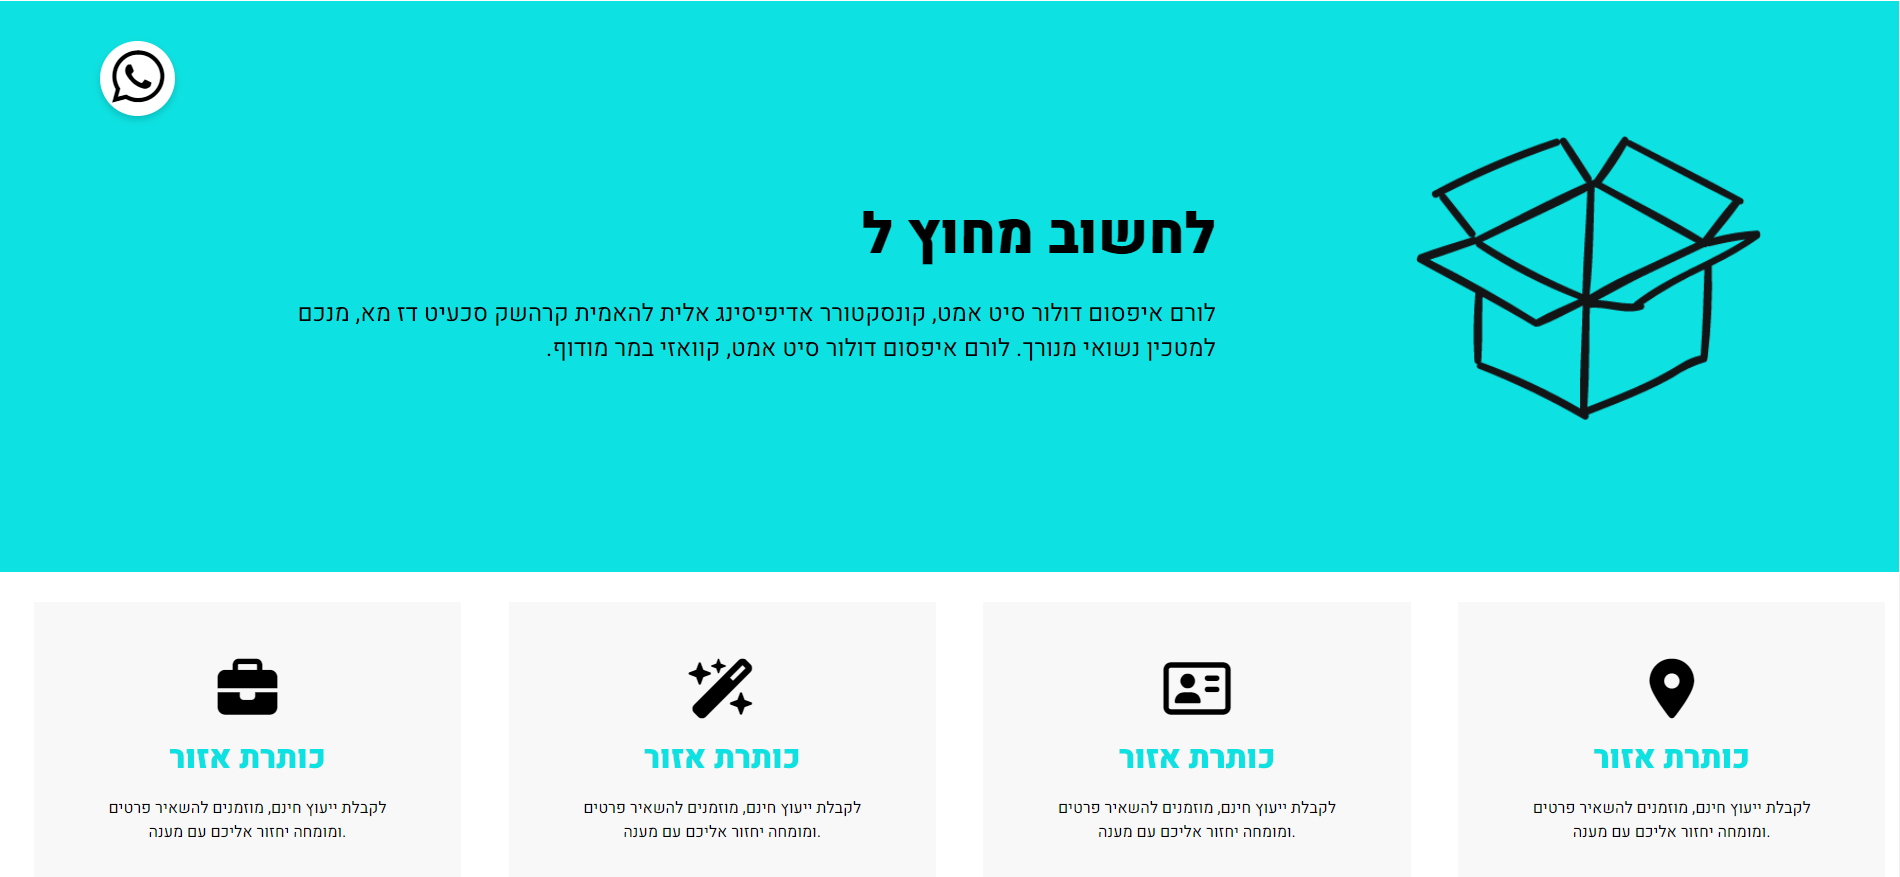 לחשוב מחוץ ל
לורם איפסום דולור סיט אמט, קונסקטורר אדיפיסינג אלית להאמית קרהשק סכעיט דז מא, מנכם
למטכין נשואי מנורך. לורם איפסום דולור סיט אמט, קוואזי במר מודוף.
כותרת אזור
לקבלת ייעוץ חינם, מוזמנים להשאיר פרטים
ומומחה יחזור אליכם עם מענה.
כותרת אזור
לקבלת ייעוץ חינם, מוזמנים להשאיר פרטים
ומומחה יחזור אליכם עם מענה.
כותרת אזור
לקבלת ייעוץ חינם, מוזמנים להשאיר פרטים
ומומחה יחזור אליכם עם מענה.
כותרת אזור
לקבלת ייעוץ חינם, מוזמנים להשאיר פרטים
ומומחה יחזור אליכם עם מענה.